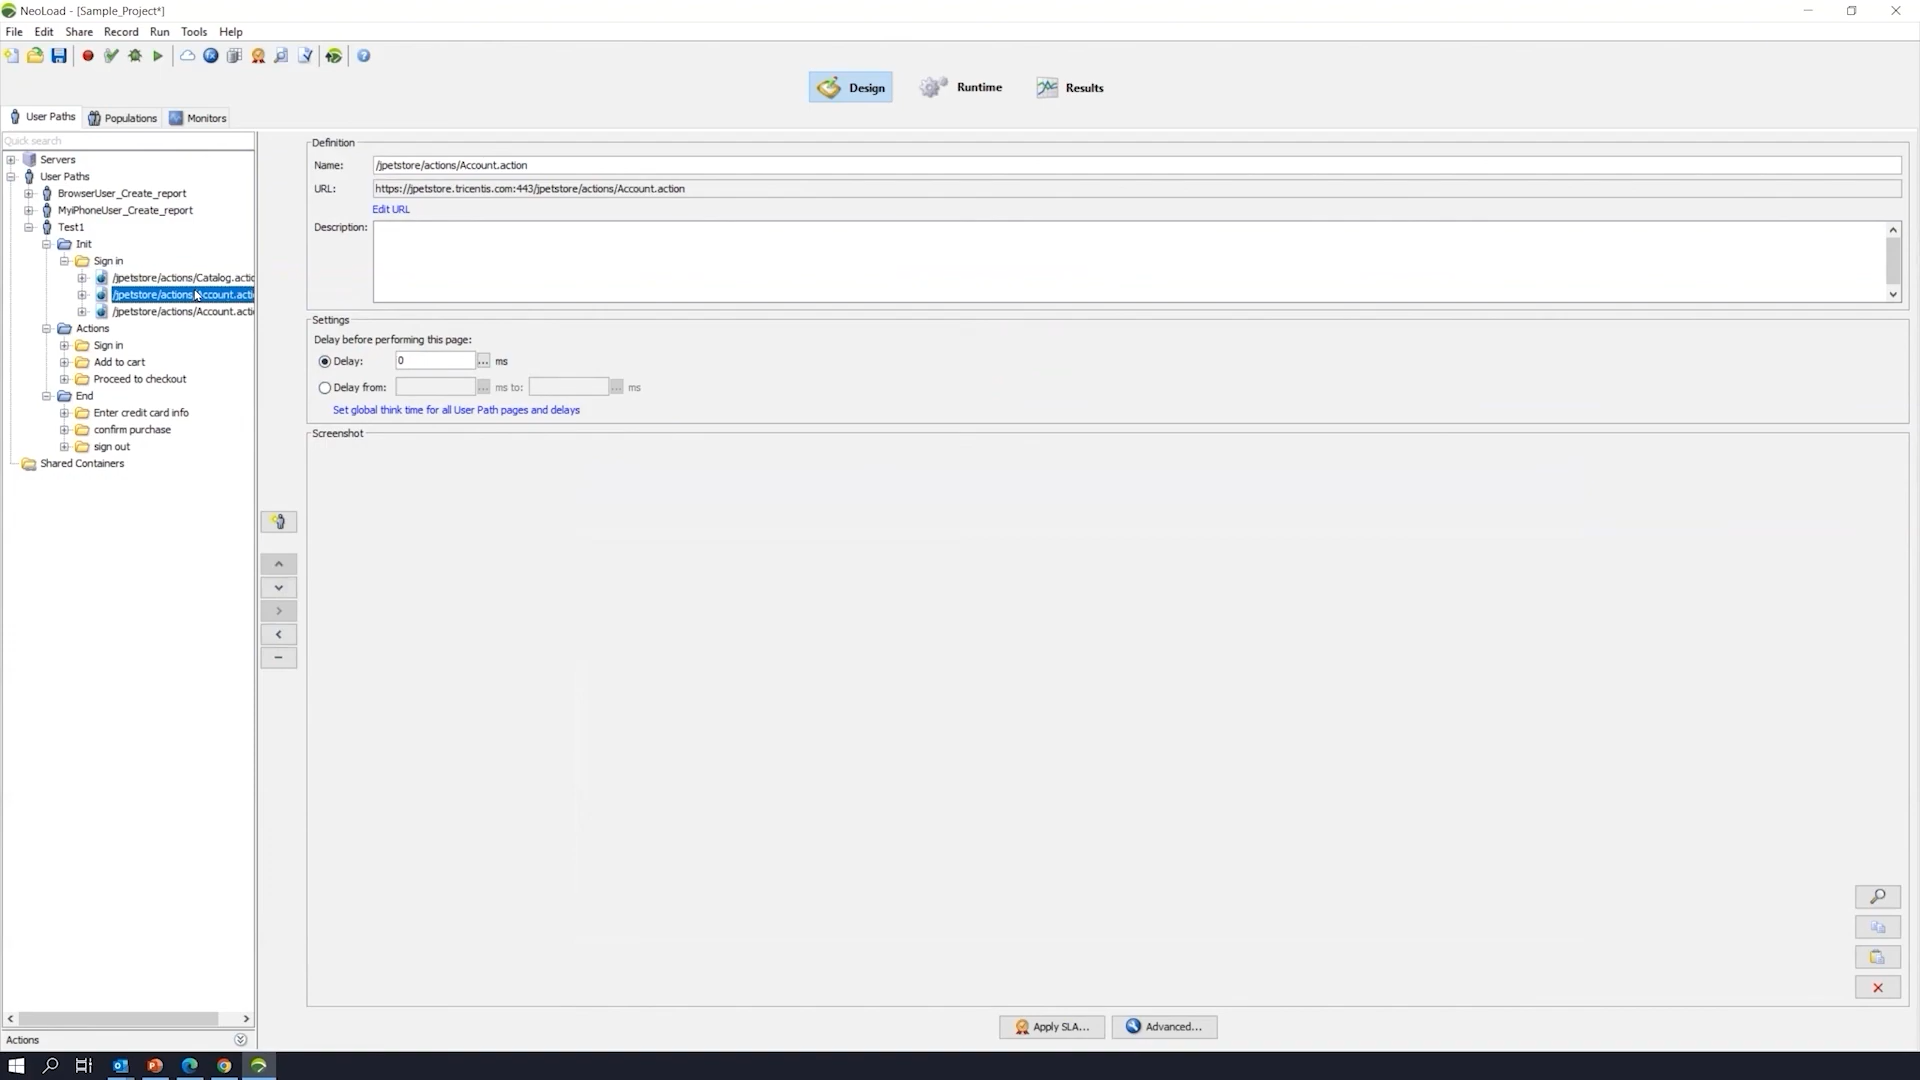 NeoLoad - [Sample_Project*]
File Edit Share Record Run Tools Help
Design Runtime Results
User Paths Populations Monitors
Quick search
Servers
User Paths
BrowserUser_Create_report
MyiPhoneUser_Create_report
Test1
Init
Sign in
/jpetstore/actions/Catalog.actio
/jpetstore/actions/Account.acti
/jpetstore/actions/Account.acti
Actions
Sign in
Add to cart
Proceed to checkout
End
Enter credit card info
confirm purchase
sign out
Shared Containers
Actions
Definition
Name: /jpetstore/actions/Account.action
URL: https://jpetstore.tricentis.com:443/jpetstore/actions/Account.action
Edit URL
Description:
Settings
Delay before performing this page:
Delay: 0 ... ms
Delay from: ... ms to: ... ms
Set global think time for all User Path pages and delays
Screenshot
Apply SLA... Advanced...